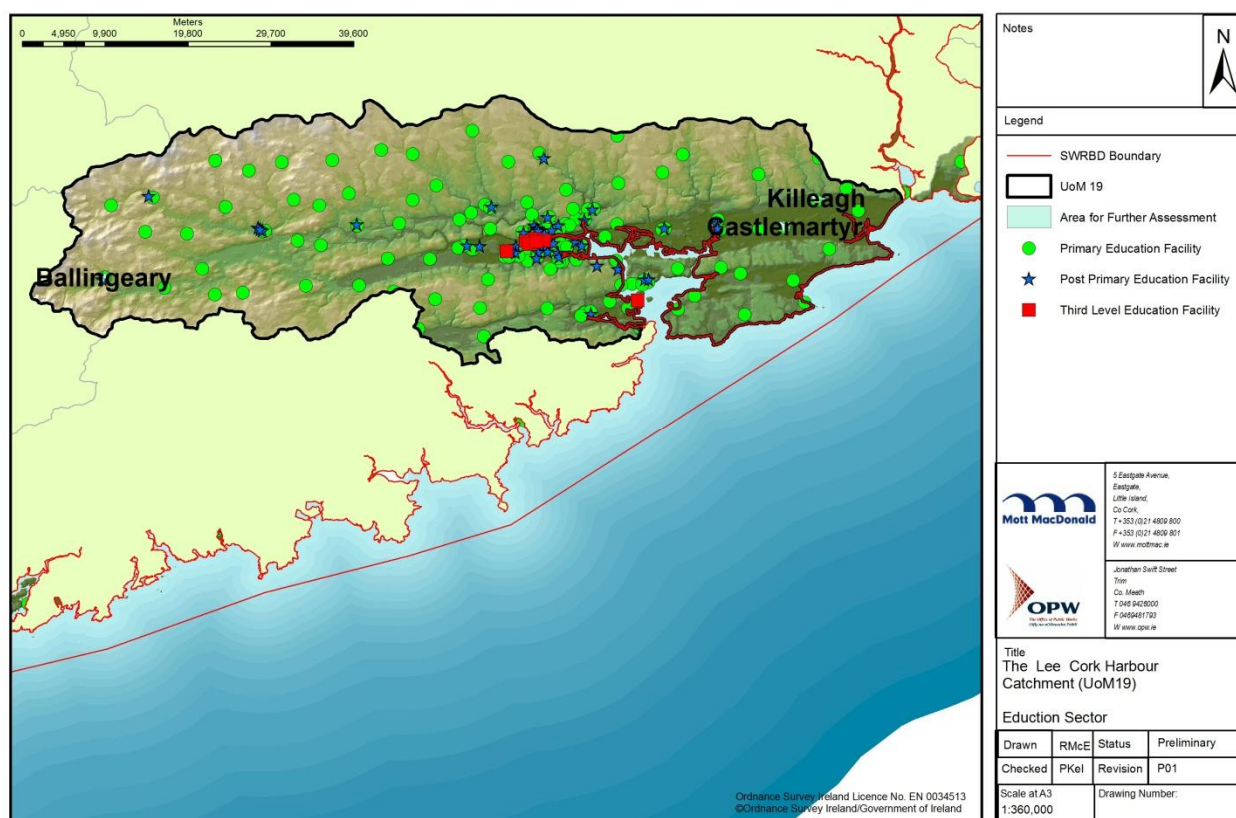 Meters
0 4,950 9,900 19,800 29,700 39,600
Killeagh
Castlemartyr
Ballingeary
Ordnance Survey Ireland Licence No. EN 0034513
©Ordnance Survey Ireland/Government of Ireland
Notes
N
Legend
SWRBD Boundary
UoM 19
Area for Further Assessment
Primary Education Facility
Post Primary Education Facility
Third Level Education Facility
Mott MacDonald
5 Eastgate Avenue,
Eastgate,
Little Island,
Co Cork,
T +353 (0)21 4809 800
F +353 (0)21 4809 801
W www.mottmac.ie
OPW
The Office of Public Works
Jonathan Swift Street
Trim
Co. Meath
T 046 9426000
F 0469481793
W www.opw.ie
Title
The Lee Cork Harbour
Catchment (UoM19)
Eduction Sector
Drawn RMcE Status Preliminary
Checked PKel Revision P01
Scale at A3 Drawing Number:
1:360,000